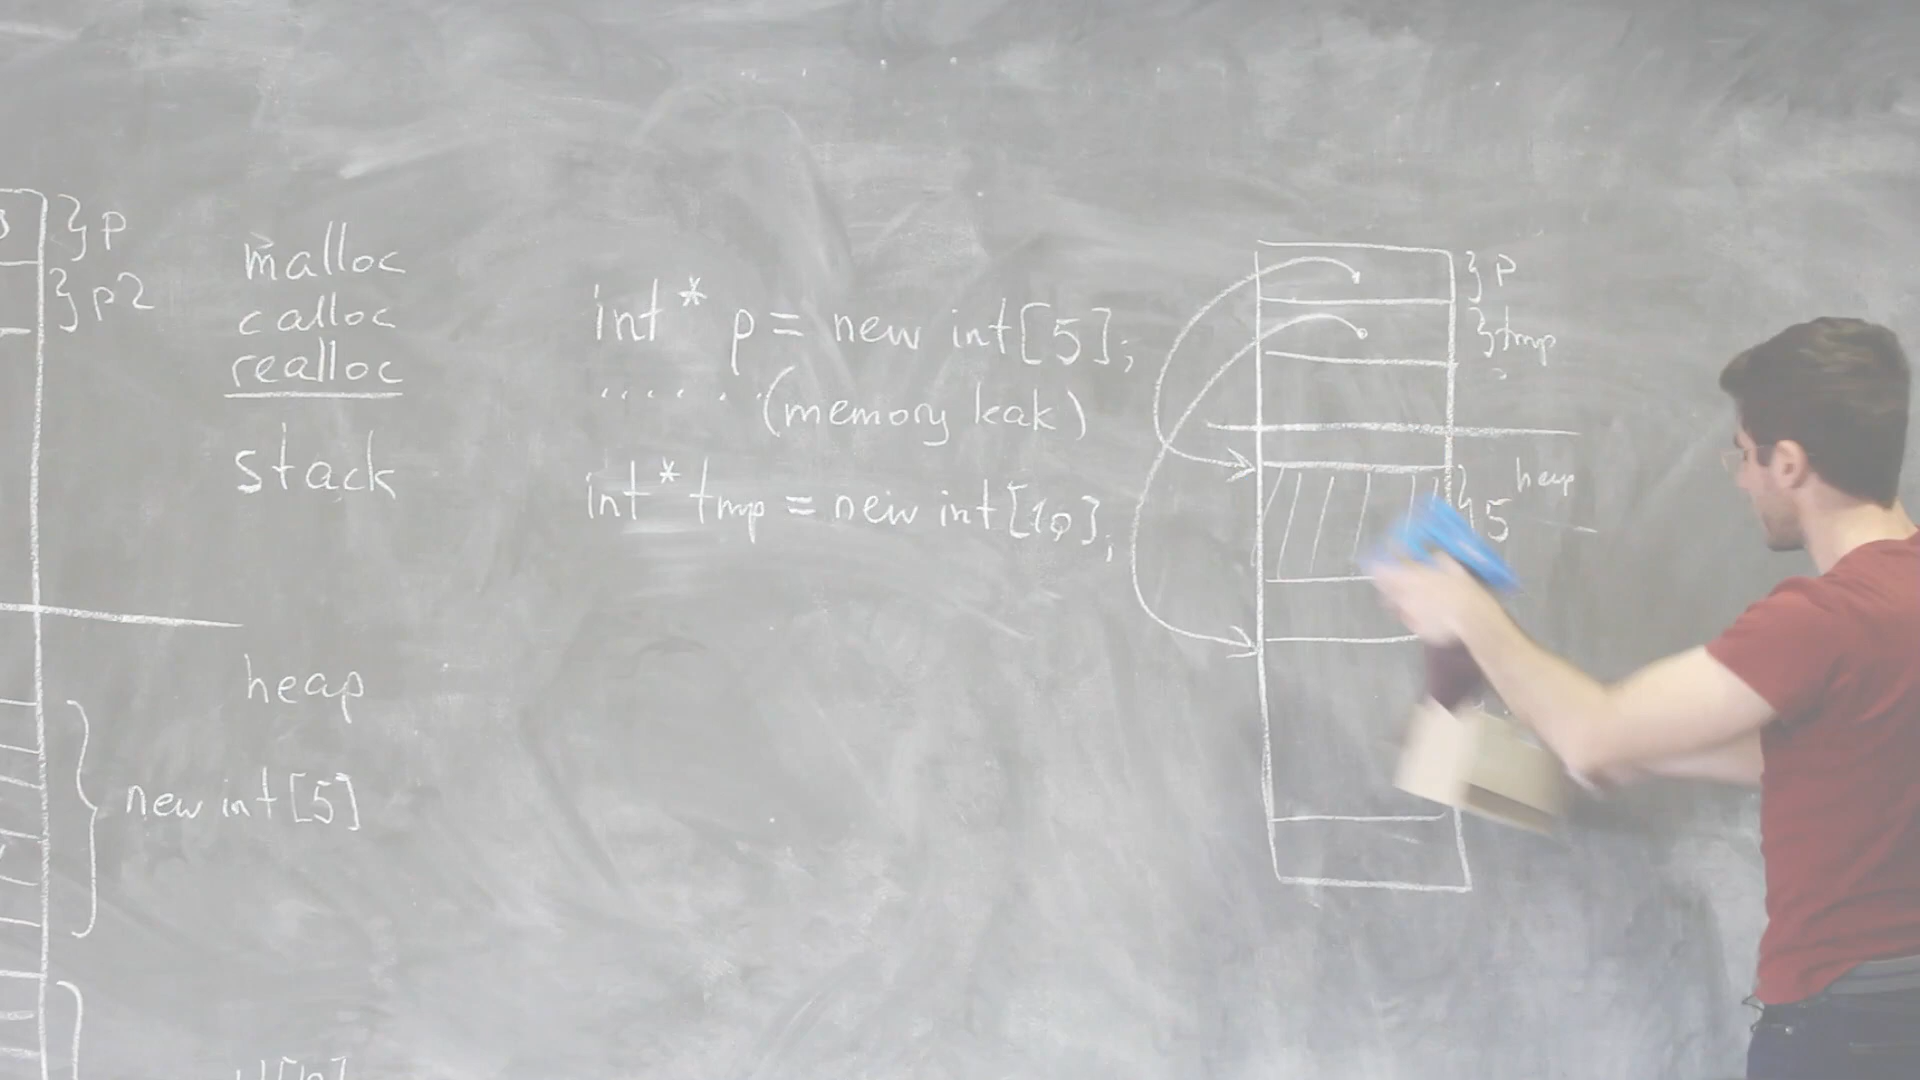 }p
}p2
malloc
calloc
realloc
stack
heap
new int[5]
int* p = new int[5];
..... . (memory leak)
int* tmp = new int[10];
}p
}tmp
heap
}5